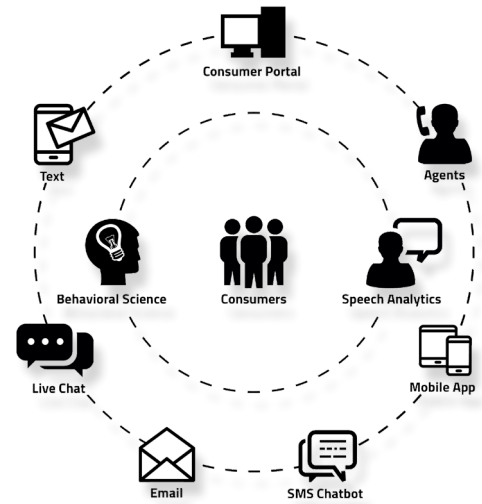 Consumer Portal
Text
Agents
Behavioral Science
Consumers
Speech Analytics
Live Chat
Mobile App
Email
SMS Chatbot